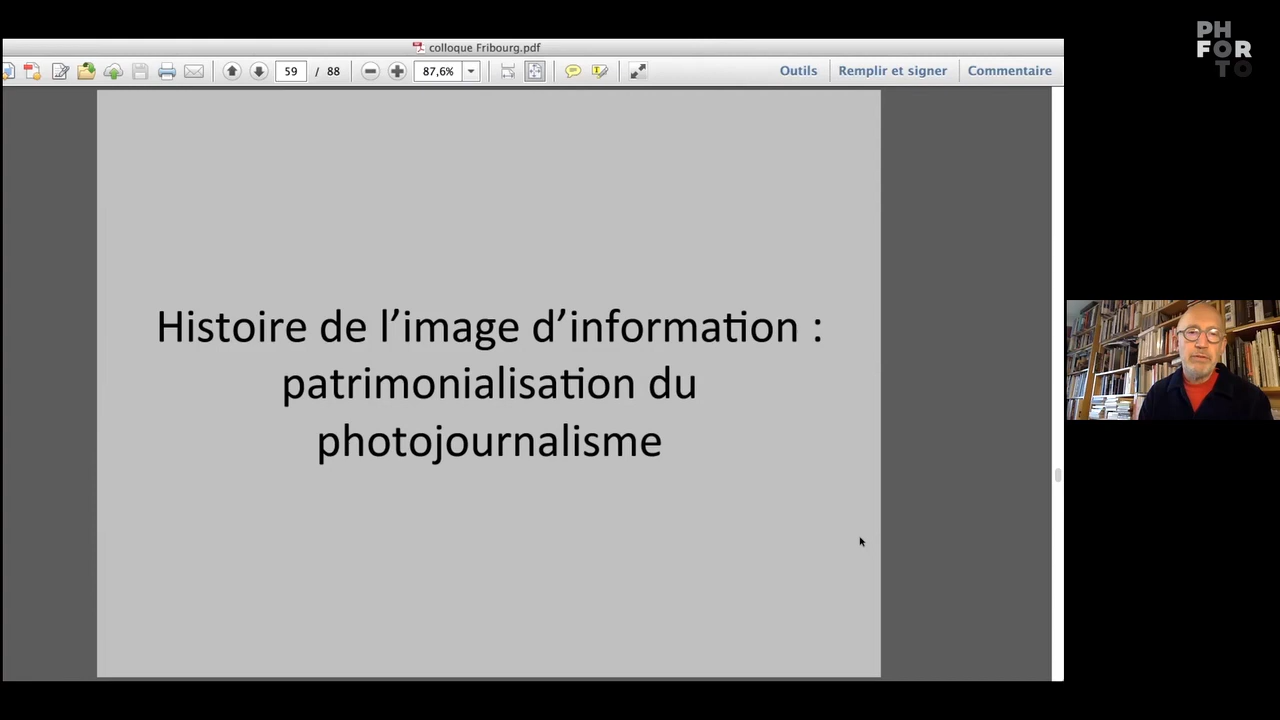 colloque Fribourg.pdf
59 / 88
87,6%
Outils
Remplir et signer
Commentaire
Histoire de l’image d’information :
patrimonialisation du
photojournalisme
PH
FOR
TO